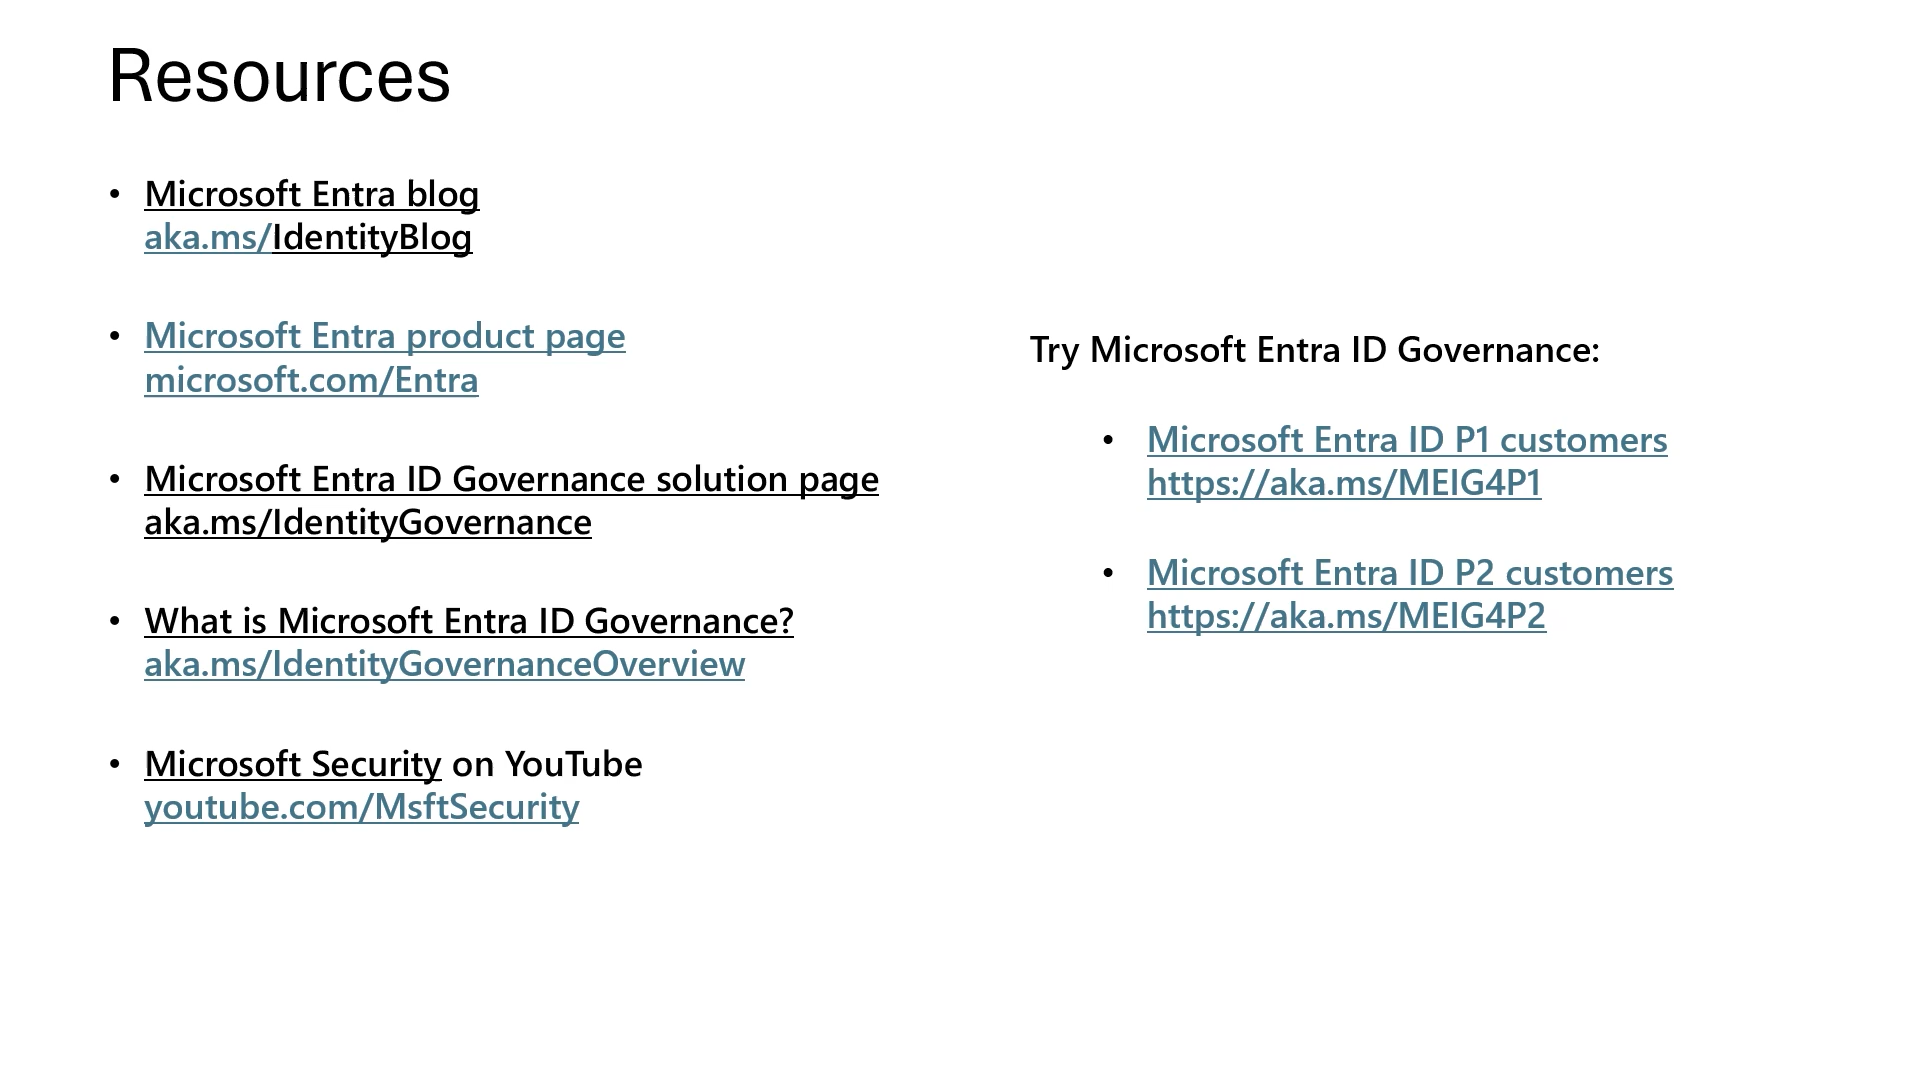 Resources
• Microsoft Entra blog
aka.ms/IdentityBlog
• Microsoft Entra product page
microsoft.com/Entra
• Microsoft Entra ID Governance solution page
aka.ms/IdentityGovernance
• What is Microsoft Entra ID Governance?
aka.ms/IdentityGovernanceOverview
• Microsoft Security on YouTube
youtube.com/MsftSecurity
Try Microsoft Entra ID Governance:
• Microsoft Entra ID P1 customers
https://aka.ms/MEIG4P1
• Microsoft Entra ID P2 customers
https://aka.ms/MEIG4P2